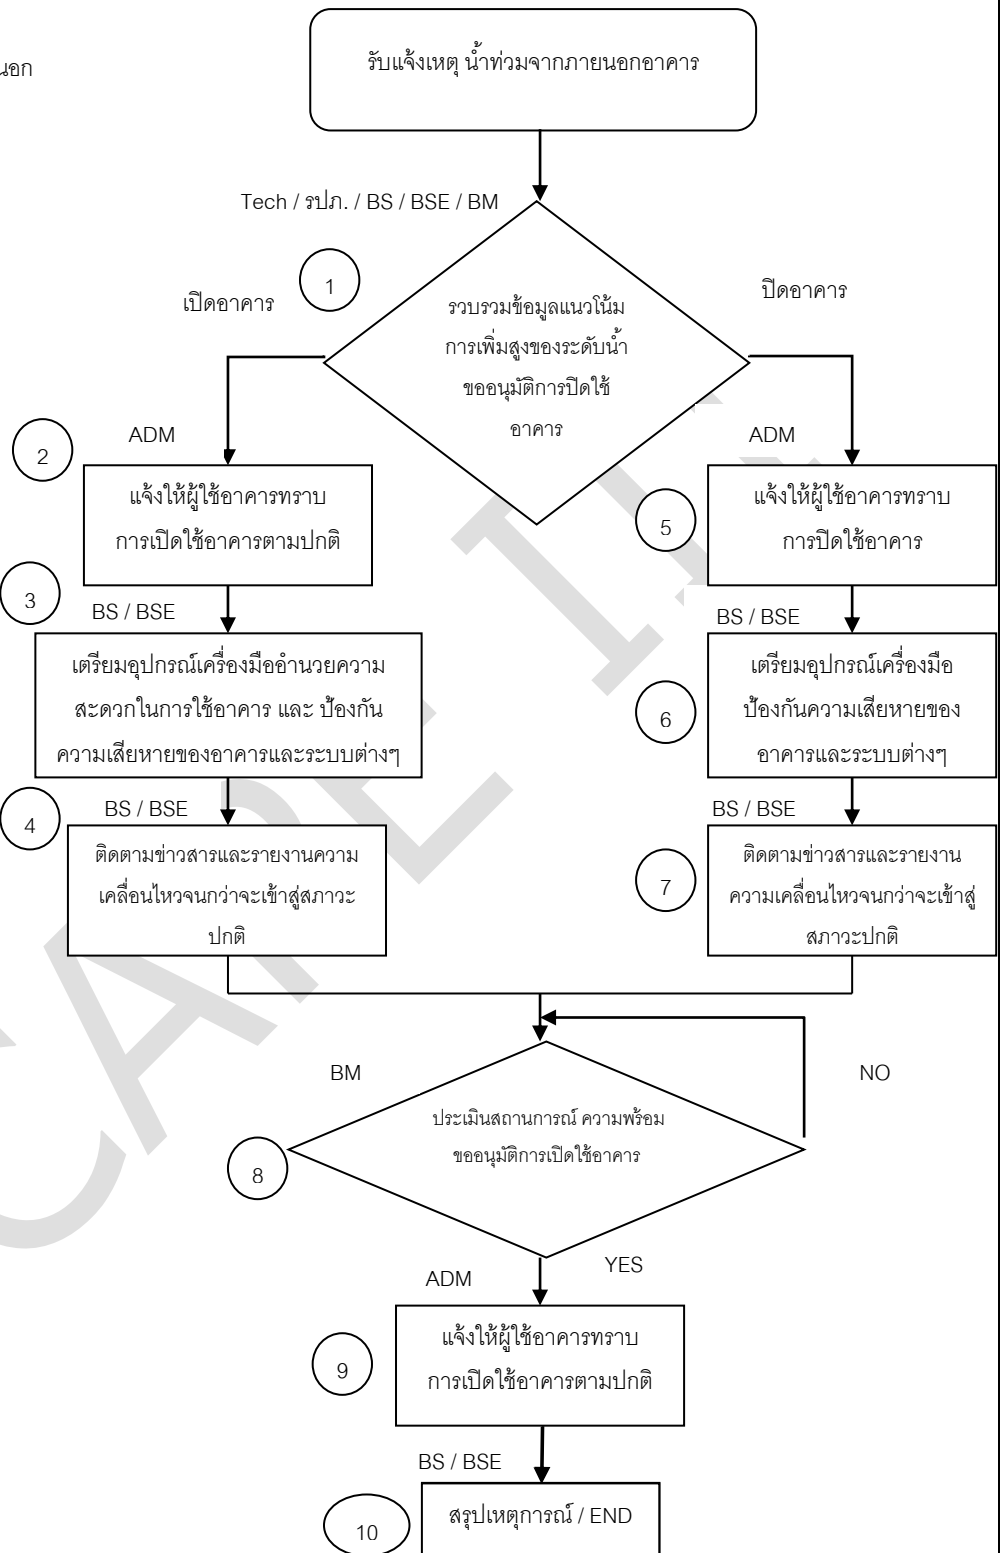 รับแจ้งเหตุ น้ำท่วมจากภายนอกอาคาร
Tech / รปภ. / BS / BSE / BM
1
เปิดอาคาร
ปิดอาคาร
รวบรวมข้อมูลแนวโน้ม
การเพิ่มสูงของระดับน้ำ
ขออนุมัติการปิดใช้
อาคาร
2
ADM
แจ้งให้ผู้ใช้อาคารทราบ
การเปิดใช้อาคารตามปกติ
3
BS / BSE
เตรียมอุปกรณ์เครื่องมืออำนวยความ
สะดวกในการใช้อาคาร และ ป้องกัน
ความเสียหายของอาคารและระบบต่างๆ
4
BS / BSE
ติดตามข่าวสารและรายงานความ
เคลื่อนไหวจนกว่าจะเข้าสู่สภาวะ
ปกติ
ADM
5
แจ้งให้ผู้ใช้อาคารทราบ
การปิดใช้อาคาร
BS / BSE
6
เตรียมอุปกรณ์เครื่องมือ
ป้องกันความเสียหายของ
อาคารและระบบต่างๆ
BS / BSE
7
ติดตามข่าวสารและรายงาน
ความเคลื่อนไหวจนกว่าจะเข้าสู่
สภาวะปกติ
BM
NO
8
ประเมินสถานการณ์ ความพร้อม
ขออนุมัติการเปิดใช้อาคาร
YES
ADM
9
แจ้งให้ผู้ใช้อาคารทราบ
การเปิดใช้อาคารตามปกติ
BS / BSE
10
สรุปเหตุการณ์ / END